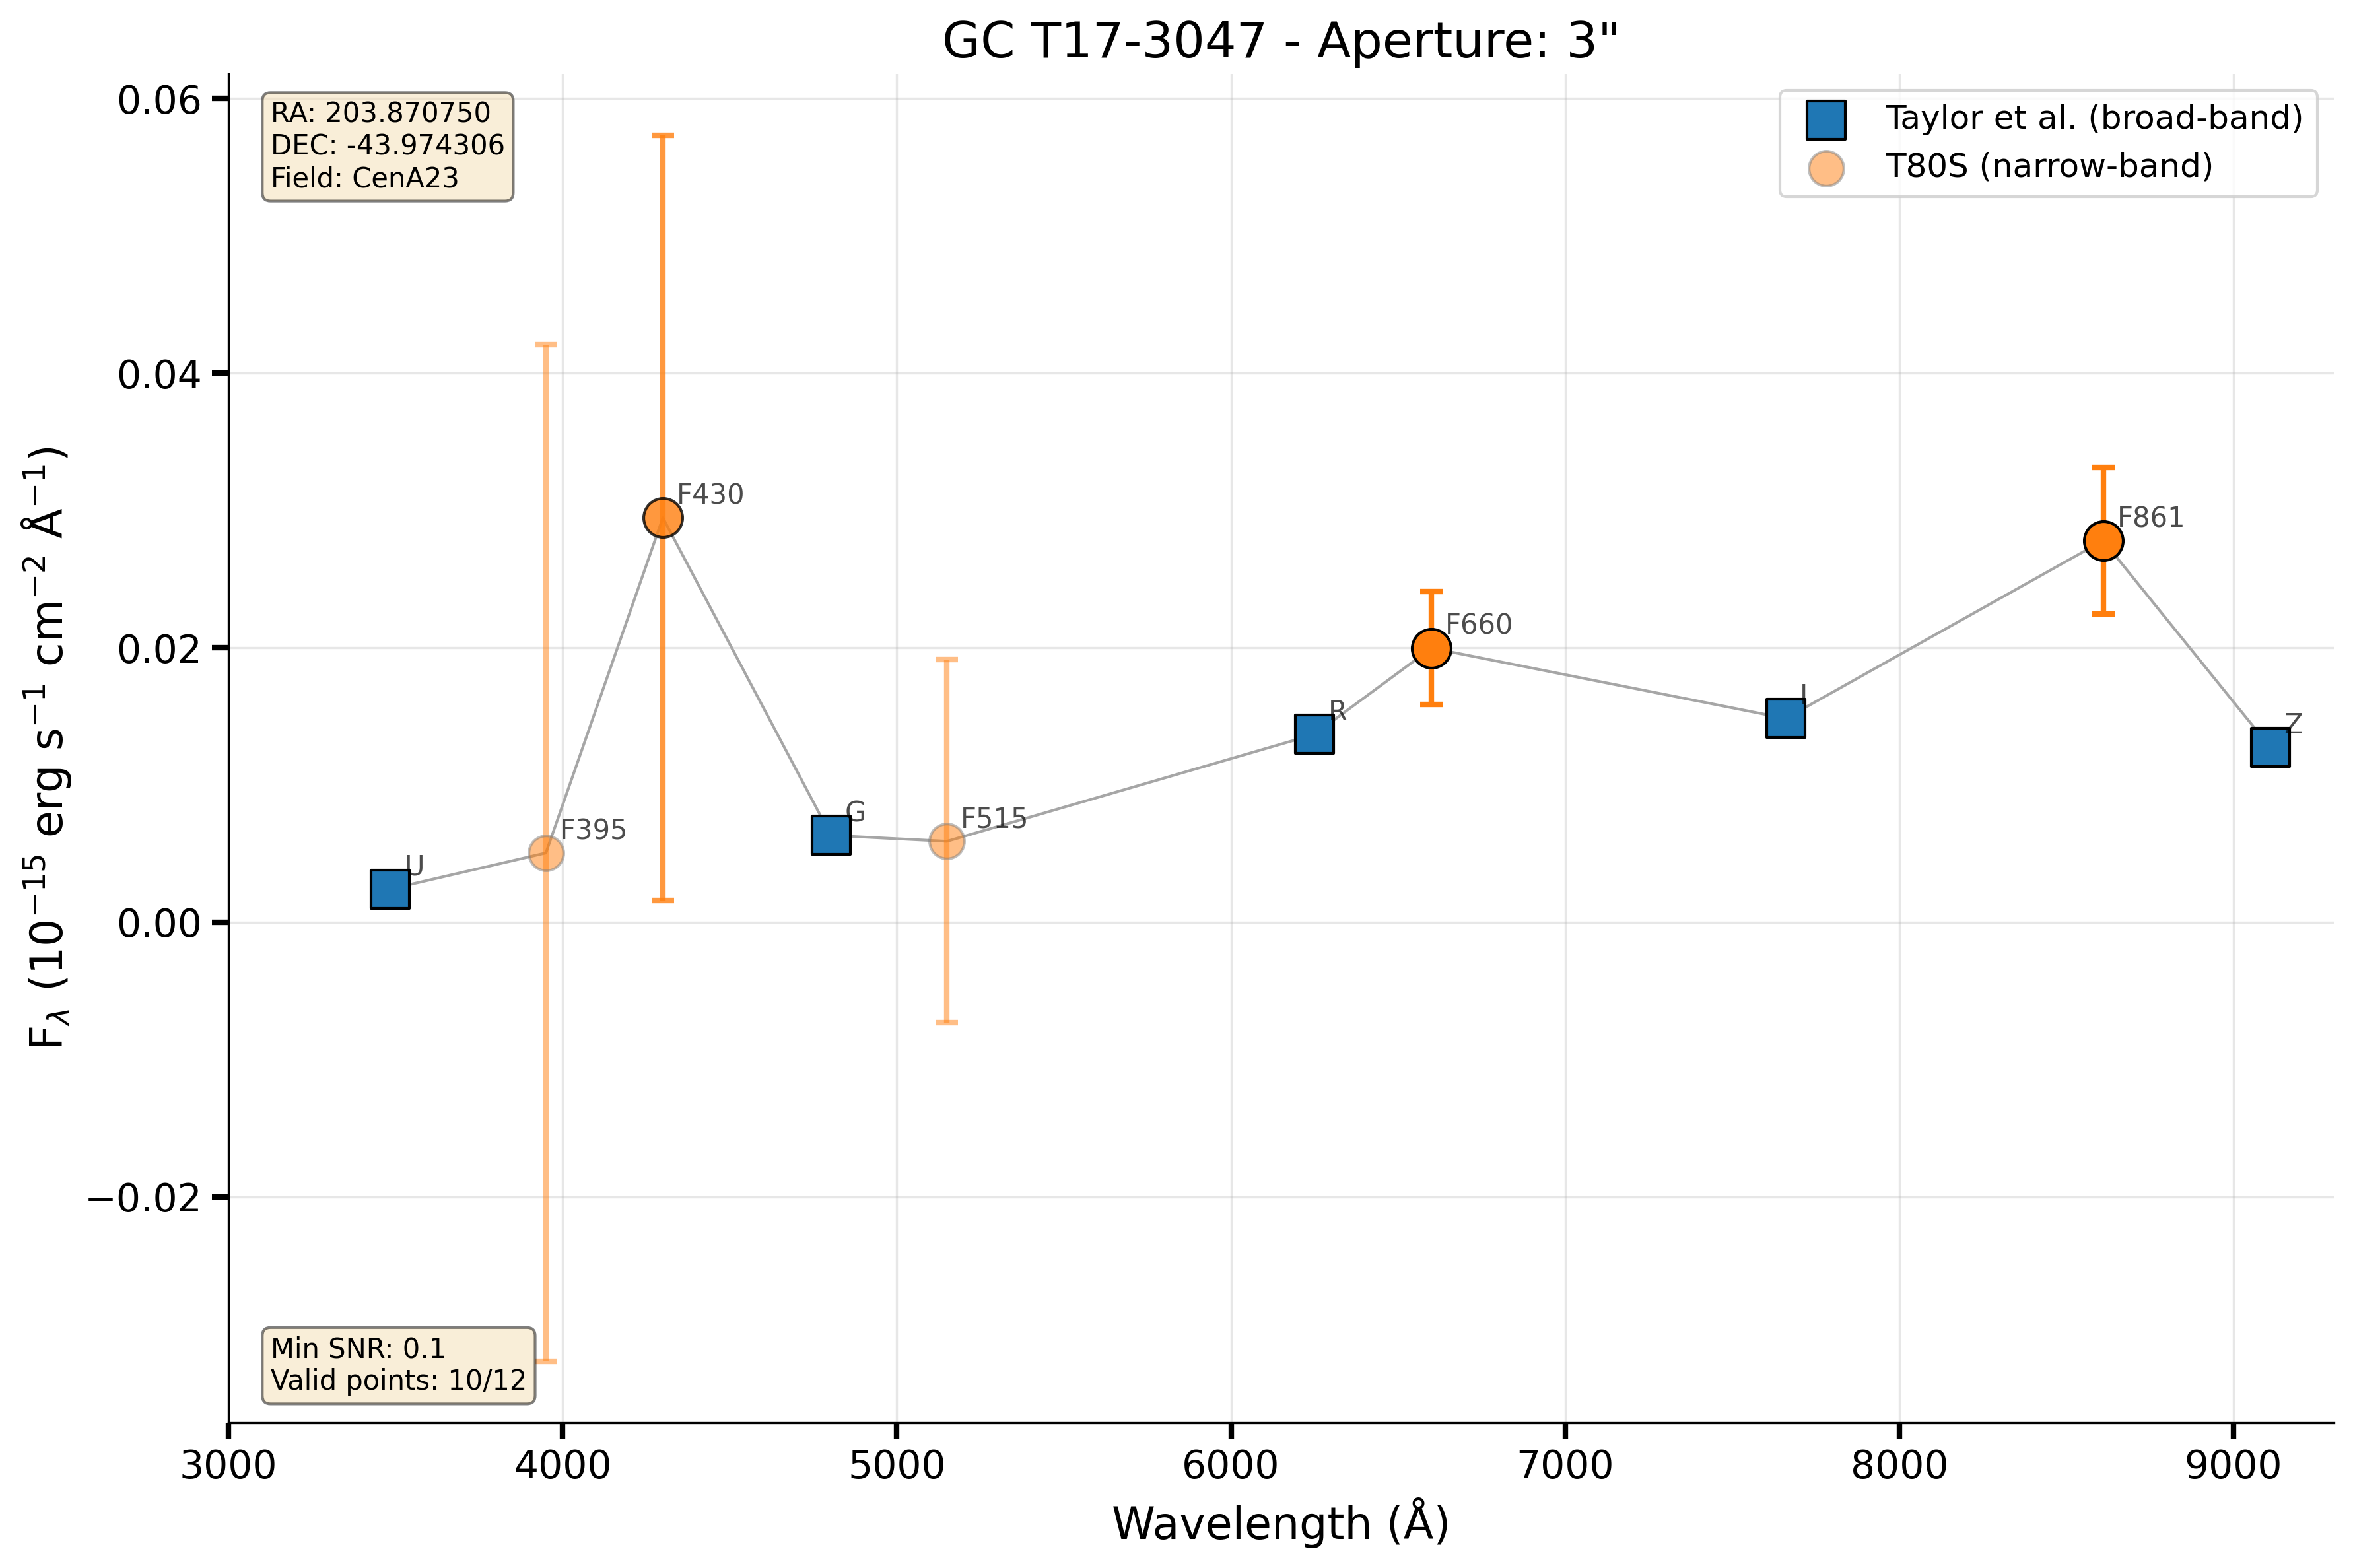 GC T17-3047 - Aperture: 3"
RA: 203.870750
DEC: -43.974306
Field: CenA23
Taylor et al. (broad-band)
T80S (narrow-band)
0.06
0.04
0.02
0.00
−0.02
F_λ (10⁻¹⁵ erg s⁻¹ cm⁻² Å⁻¹)
U
F395
F430
G
F515
R
F660
I
F861
Z
Min SNR: 0.1
Valid points: 10/12
3000 4000 5000 6000 7000 8000 9000
Wavelength (Å)